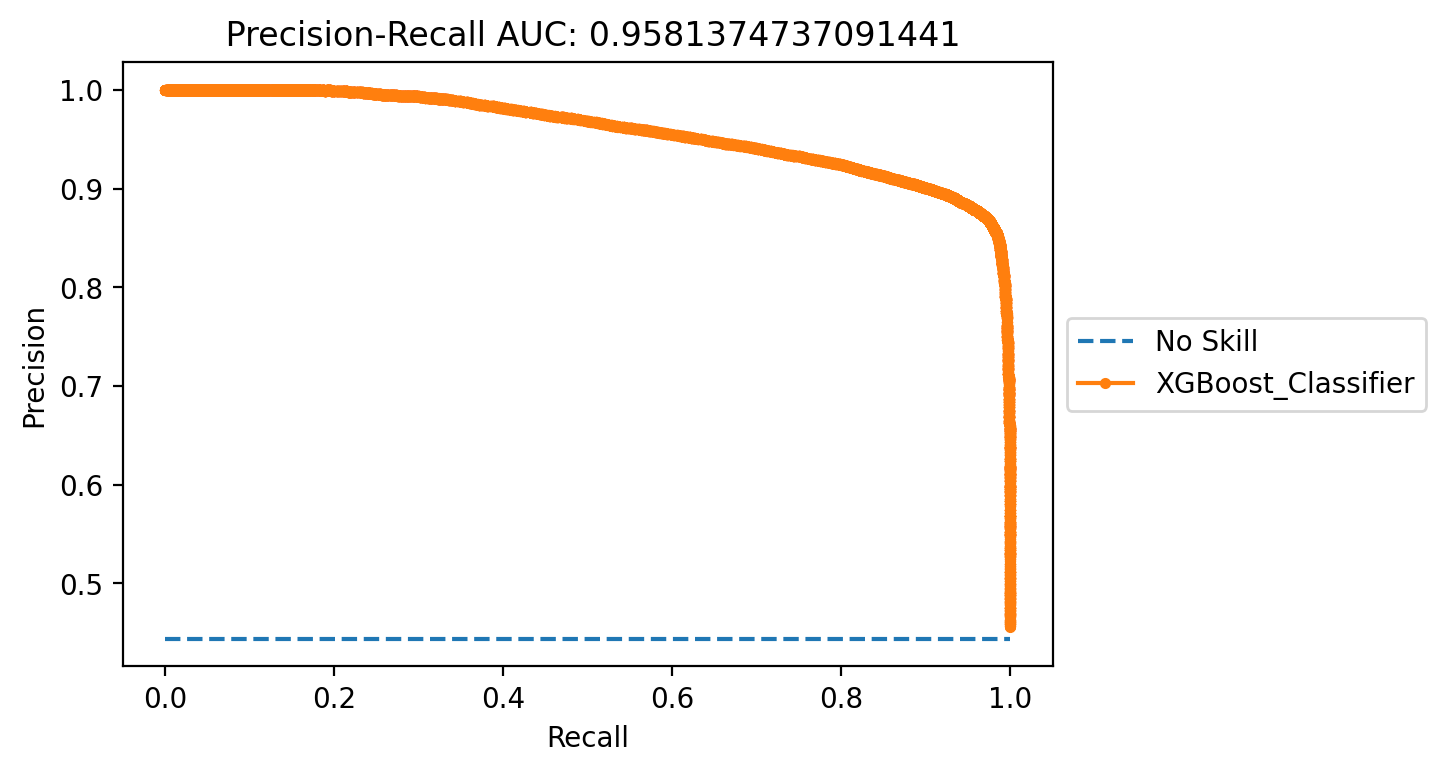 Precision-Recall AUC: 0.9581374737091441
1.0
0.9
0.8
0.7
0.6
0.5
Precision
0.0 0.2 0.4 0.6 0.8 1.0
Recall
No Skill
XGBoost_Classifier